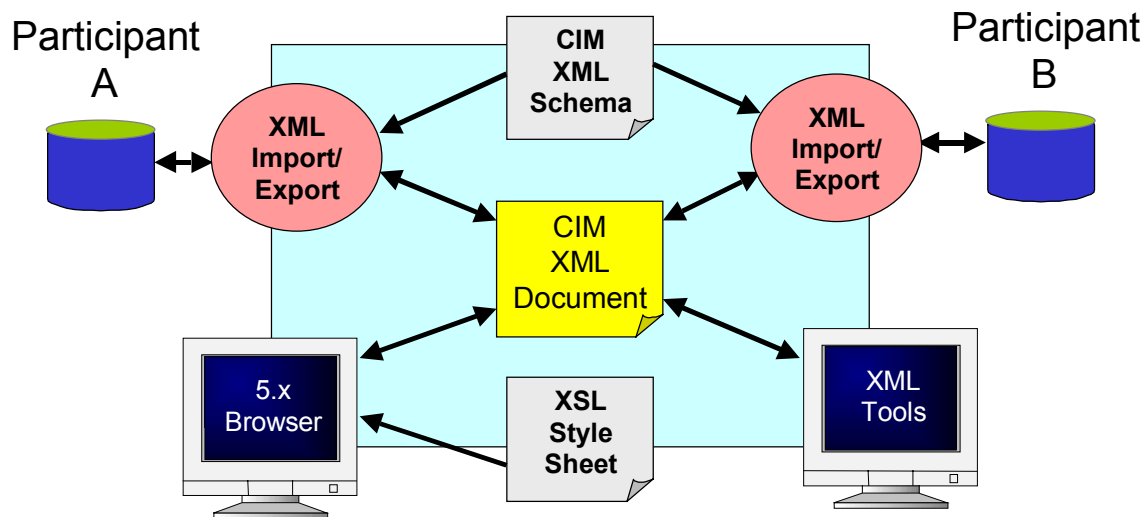 Participant
A
CIM
XML
Schema
Participant
B
XML
Import/
Export
XML
Import/
Export
CIM
XML
Document
5.x
Browser
XSL
Style
Sheet
XML
Tools